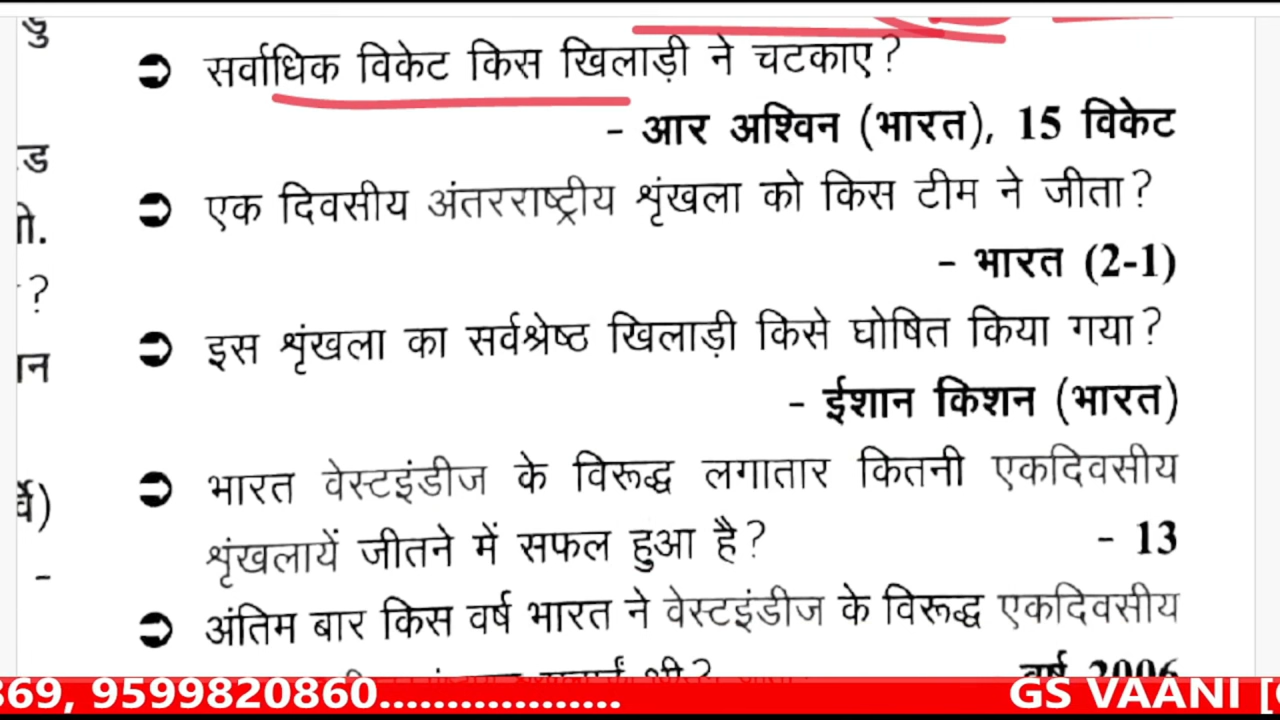 ➲ सर्वाधिक विकेट किस खिलाड़ी ने चटकाए?
- आर अश्विन (भारत), 15 विकेट
➲ एक दिवसीय अंतरराष्ट्रीय शृंखला को किस टीम ने जीता?
- भारत (2-1)
➲ इस शृंखला का सर्वश्रेष्ठ खिलाड़ी किसे घोषित किया गया?
- ईशान किशन (भारत)
➲ भारत वेस्टइंडीज के विरूद्ध लगातार कितनी एकदिवसीय
शृंखलायें जीतने में सफल हुआ है? - 13
➲ अंतिम बार किस वर्ष भारत ने वेस्टइंडीज के विरूद्ध एकदिवसीय
वर्ष 2006
369, 9599820860.................. GS VAANI [